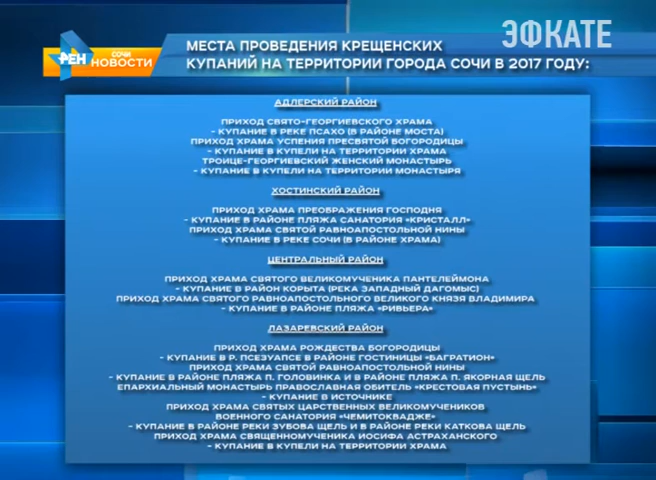 ЭФКАТЕ
РЕН
СОЧИ
НОВОСТИ
МЕСТА ПРОВЕДЕНИЯ КРЕЩЕНСКИХ
КУПАНИЙ НА ТЕРРИТОРИИ ГОРОДА СОЧИ В 2017 ГОДУ:
АДЛЕРСКИЙ РАЙОН
ПРИХОД СВЯТО-ГЕОРГИЕВСКОГО ХРАМА
- КУПАНИЕ В РЕКЕ ПСАХО (В РАЙОНЕ МОСТА)
ПРИХОД ХРАМА УСПЕНИЯ ПРЕСВЯТОЙ БОГОРОДИЦЫ
- КУПАНИЕ В КУПЕЛИ НА ТЕРРИТОРИИ ХРАМА
ТРОИЦЕ-ГЕОРГИЕВСКИЙ ЖЕНСКИЙ МОНАСТЫРЬ
- КУПАНИЕ В КУПЕЛИ НА ТЕРРИТОРИИ МОНАСТЫРЯ
ХОСТИНСКИЙ РАЙОН
ПРИХОД ХРАМА ПРЕОБРАЖЕНИЯ ГОСПОДНЯ
- КУПАНИЕ В РАЙОНЕ ПЛЯЖА САНАТОРИЯ «КРИСТАЛЛ»
ПРИХОД ХРАМА СВЯТОЙ РАВНОАПОСТОЛЬНОЙ НИНЫ
- КУПАНИЕ В РЕКЕ СОЧИ (В РАЙОНЕ ХРАМА)
ЦЕНТРАЛЬНЫЙ РАЙОН
ПРИХОД ХРАМА СВЯТОГО ВЕЛИКОМУЧЕНИКА ПАНТЕЛЕЙМОНА
- КУПАНИЕ В РАЙОН КОРЫТА (РЕКА ЗАПАДНЫЙ ДАГОМЫС)
ПРИХОД ХРАМА СВЯТОГО РАВНОАПОСТОЛЬНОГО ВЕЛИКОГО КНЯЗЯ ВЛАДИМИРА
- КУПАНИЕ В РАЙОНЕ ПЛЯЖА «РИВЬЕРА»
ЛАЗАРЕВСКИЙ РАЙОН
ПРИХОД ХРАМА РОЖДЕСТВА БОГОРОДИЦЫ
- КУПАНИЕ В Р. ПСЕЗУАПСЕ В РАЙОНЕ ГОСТИНИЦЫ «БАГРАТИОН»
ПРИХОД ХРАМА СВЯТОЙ РАВНОАПОСТОЛЬНОЙ НИНЫ
- КУПАНИЕ В РАЙОНЕ ПЛЯЖА П. ГОЛОВИНКА И В РАЙОНЕ ПЛЯЖА П. ЯКОРНАЯ ЩЕЛЬ
ЕПАРХИАЛЬНЫЙ МОНАСТЫРЬ ПРАВОСЛАВНАЯ ОБИТЕЛЬ «КРЕСТОВАЯ ПУСТЫНЬ»
- КУПАНИЕ В ИСТОЧНИКЕ
ПРИХОД ХРАМА СВЯТЫХ ЦАРСТВЕННЫХ ВЕЛИКОМУЧЕНИКОВ
ВОЕННОГО САНАТОРИЯ «ЧЕМИТОКВАДЖЕ»
- КУПАНИЕ В РАЙОНЕ РЕКИ ЗУБОВА ЩЕЛЬ И В РАЙОНЕ РЕКИ КАТКОВА ЩЕЛЬ
ПРИХОД ХРАМА СВЯЩЕННОМУЧЕНИКА ИОСИФА АСТРАХАНСКОГО
- КУПАНИЕ В КУПЕЛИ НА ТЕРРИТОРИИ ХРАМА